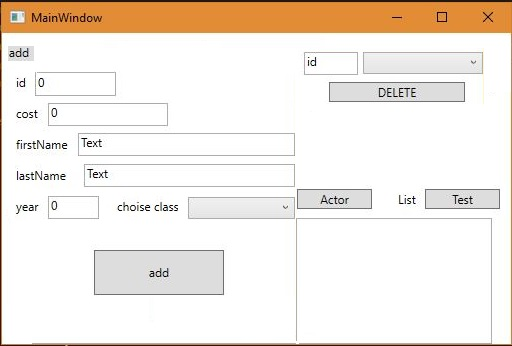 MainWindow
add
id 0
cost 0
firstName Text
lastName Text
year 0 choise class
add
id
DELETE
Actor List Test